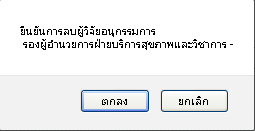 ยืนยันการลบผู้วิจัยอนุกรรมการ
รองผู้อำนวยการฝ่ายบริการสุขภาพและวิชาการ -
ตกลง
ยกเลิก